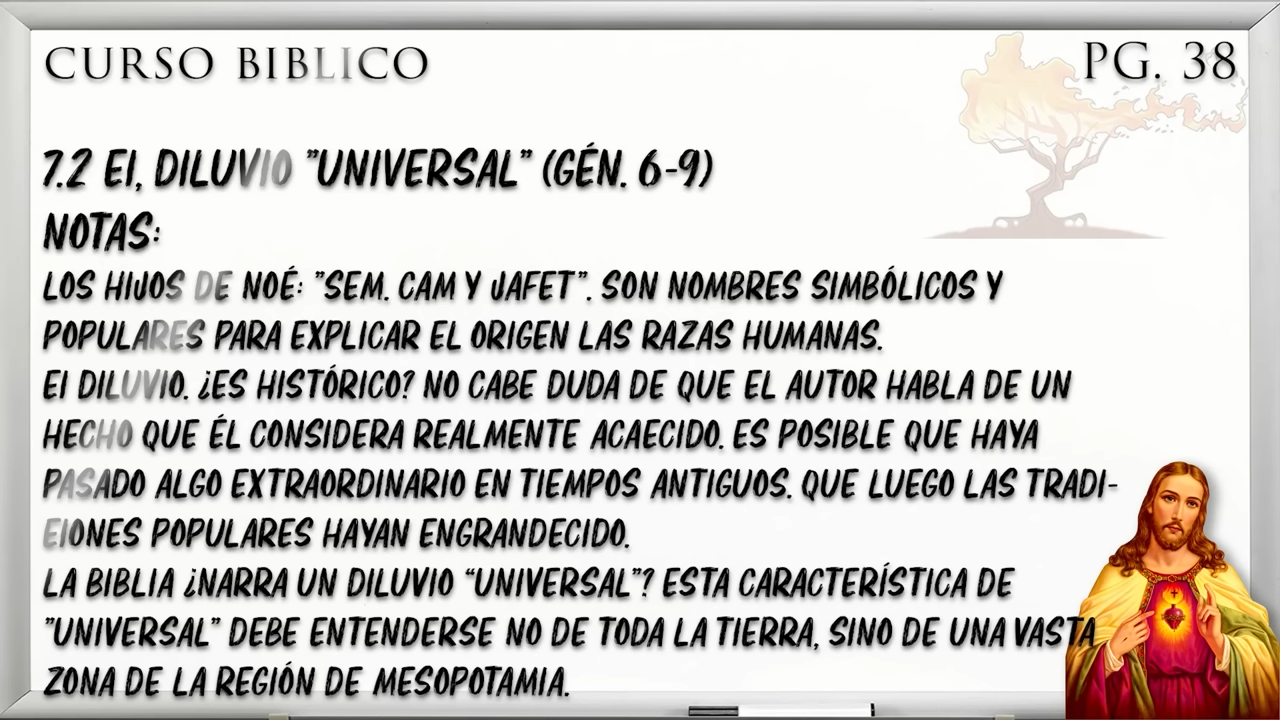 CURSO BIBLICO
PG. 38
7.2 El, DILUVIO "UNIVERSAL" (GÉN. 6-9)
NOTAS:
LOS HIJOS DE NOÉ: "SEM. CAM Y JAFET". SON NOMBRES SIMBÓLICOS Y
POPULARES PARA EXPLICAR EL ORIGEN LAS RAZAS HUMANAS.
El DILUVIO. ¿ES HISTÓRICO? NO CABE DUDA DE QUE EL AUTOR HABLA DE UN
HECHO QUE ÉL CONSIDERA REALMENTE ACAECIDO. ES POSIBLE QUE HAYA
PASADO ALGO EXTRAORDINARIO EN TIEMPOS ANTIGUOS. QUE LUEGO LAS TRADI-
EIONES POPULARES HAYAN ENGRANDECIDO.
LA BIBLIA ¿NARRA UN DILUVIO "UNIVERSAL"? ESTA CARACTERÍSTICA DE
"UNIVERSAL" DEBE ENTENDERSE NO DE TODA LA TIERRA, SINO DE UNA VASTA
ZONA DE LA REGIÓN DE MESOPOTAMIA.